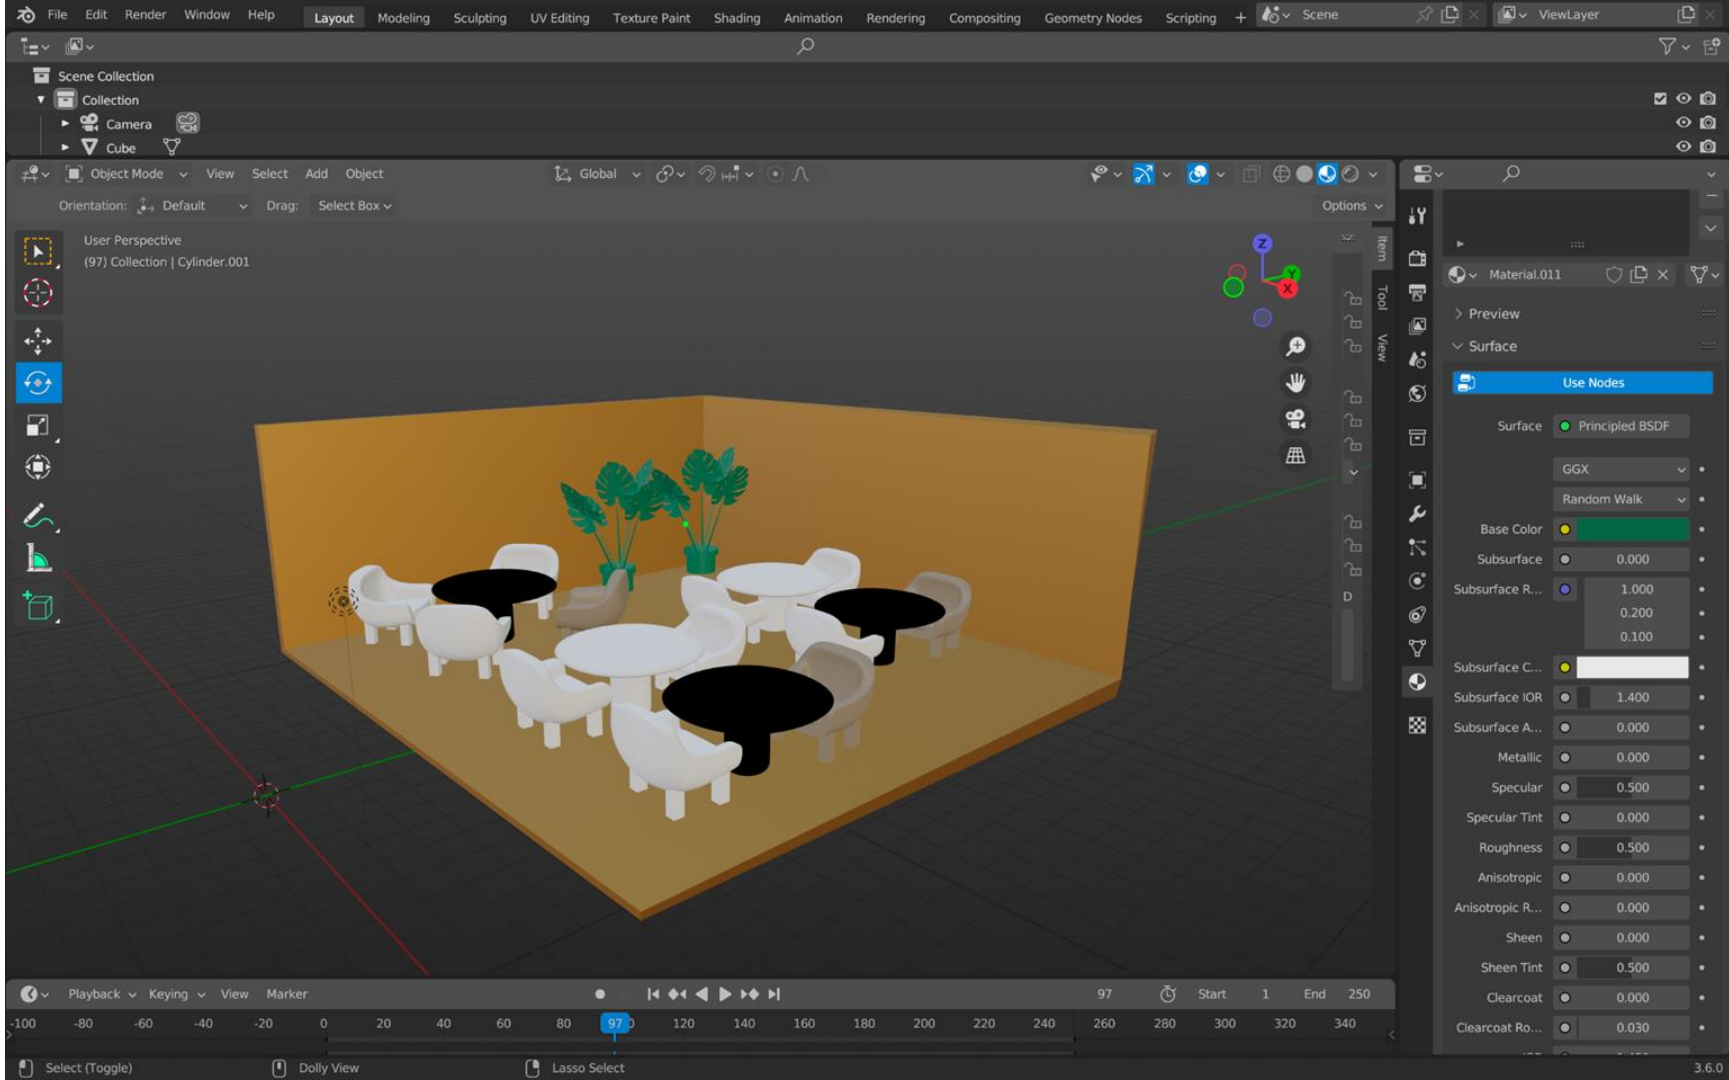 File Edit Render Window Help Layout Modeling Sculpting UV Editing Texture Paint Shading Animation Rendering Compositing Geometry Nodes Scripting + Scene ViewLayer
Scene Collection
Collection
Camera
Cube
Object Mode View Select Add Object Global
Orientation: Default Drag: Select Box Options
User Perspective
(97) Collection | Cylinder.001
Z
Y
X
Item
Tool
View
D
Material.011
Preview
Surface
Use Nodes
Surface Principled BSDF
GGX
Random Walk
Base Color
Subsurface 0.000
Subsurface R... 1.000
0.200
0.100
Subsurface C...
Subsurface IOR 1.400
Subsurface A... 0.000
Metallic 0.000
Specular 0.500
Specular Tint 0.000
Roughness 0.500
Anisotropic 0.000
Anisotropic R... 0.000
Sheen 0.000
Sheen Tint 0.500
Clearcoat 0.000
Clearcoat Ro... 0.030
Playback Keying View Marker 97 Start 1 End 250
-100 -80 -60 -40 -20 0 20 40 60 80 97 120 140 160 180 200 220 240 260 280 300 320 340
Select (Toggle) Dolly View Lasso Select 3.6.0